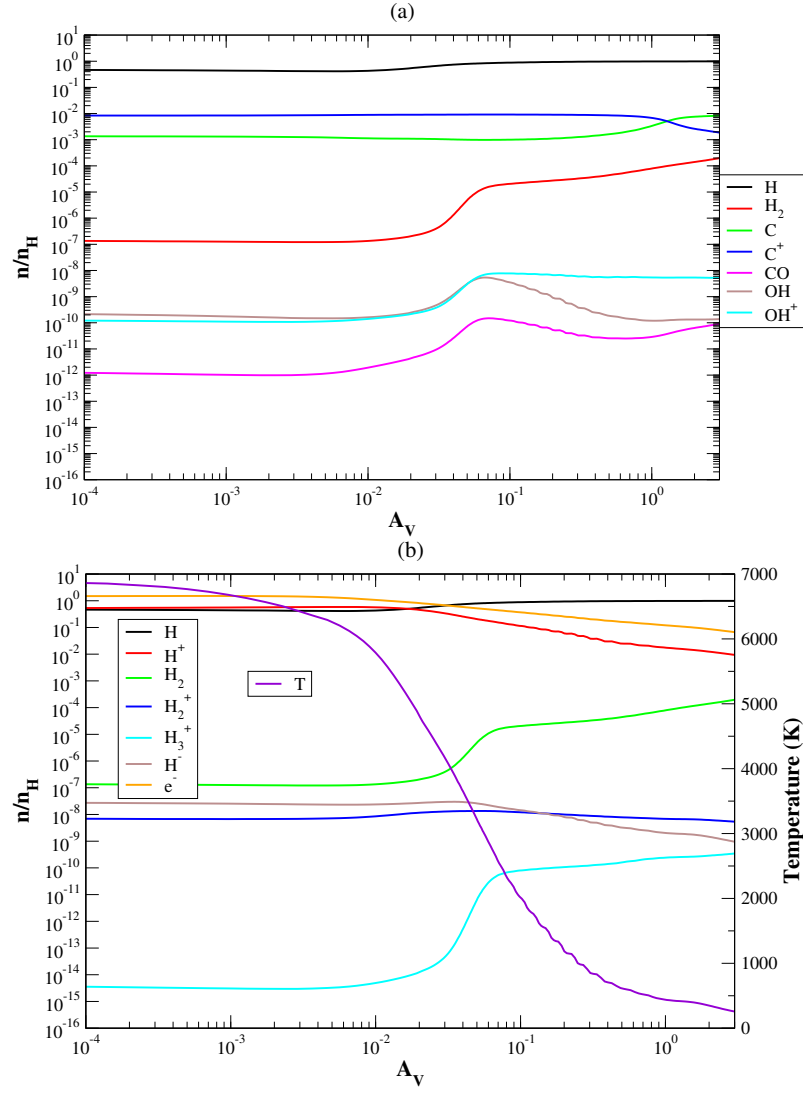 (a)
10^1
10^0
10^-1
10^-2
10^-3
10^-4
10^-5
10^-6
10^-7
10^-8
10^-9
10^-10
10^-11
10^-12
10^-13
10^-14
10^-15
10^-16
n/n_H
10^-4 10^-3 10^-2 10^-1 10^0
A_V
H
H_2
C
C^+
CO
OH
OH^+
(b)
10^1
10^0
10^-1
10^-2
10^-3
10^-4
10^-5
10^-6
10^-7
10^-8
10^-9
10^-10
10^-11
10^-12
10^-13
10^-14
10^-15
10^-16
n/n_H
H
H^+
H_2
H_2^+
H_3^+
H^-
e^-
T
7000
6000
5000
4000
3000
2000
1000
0
Temperature (K)
10^-4 10^-3 10^-2 10^-1 10^0
A_V